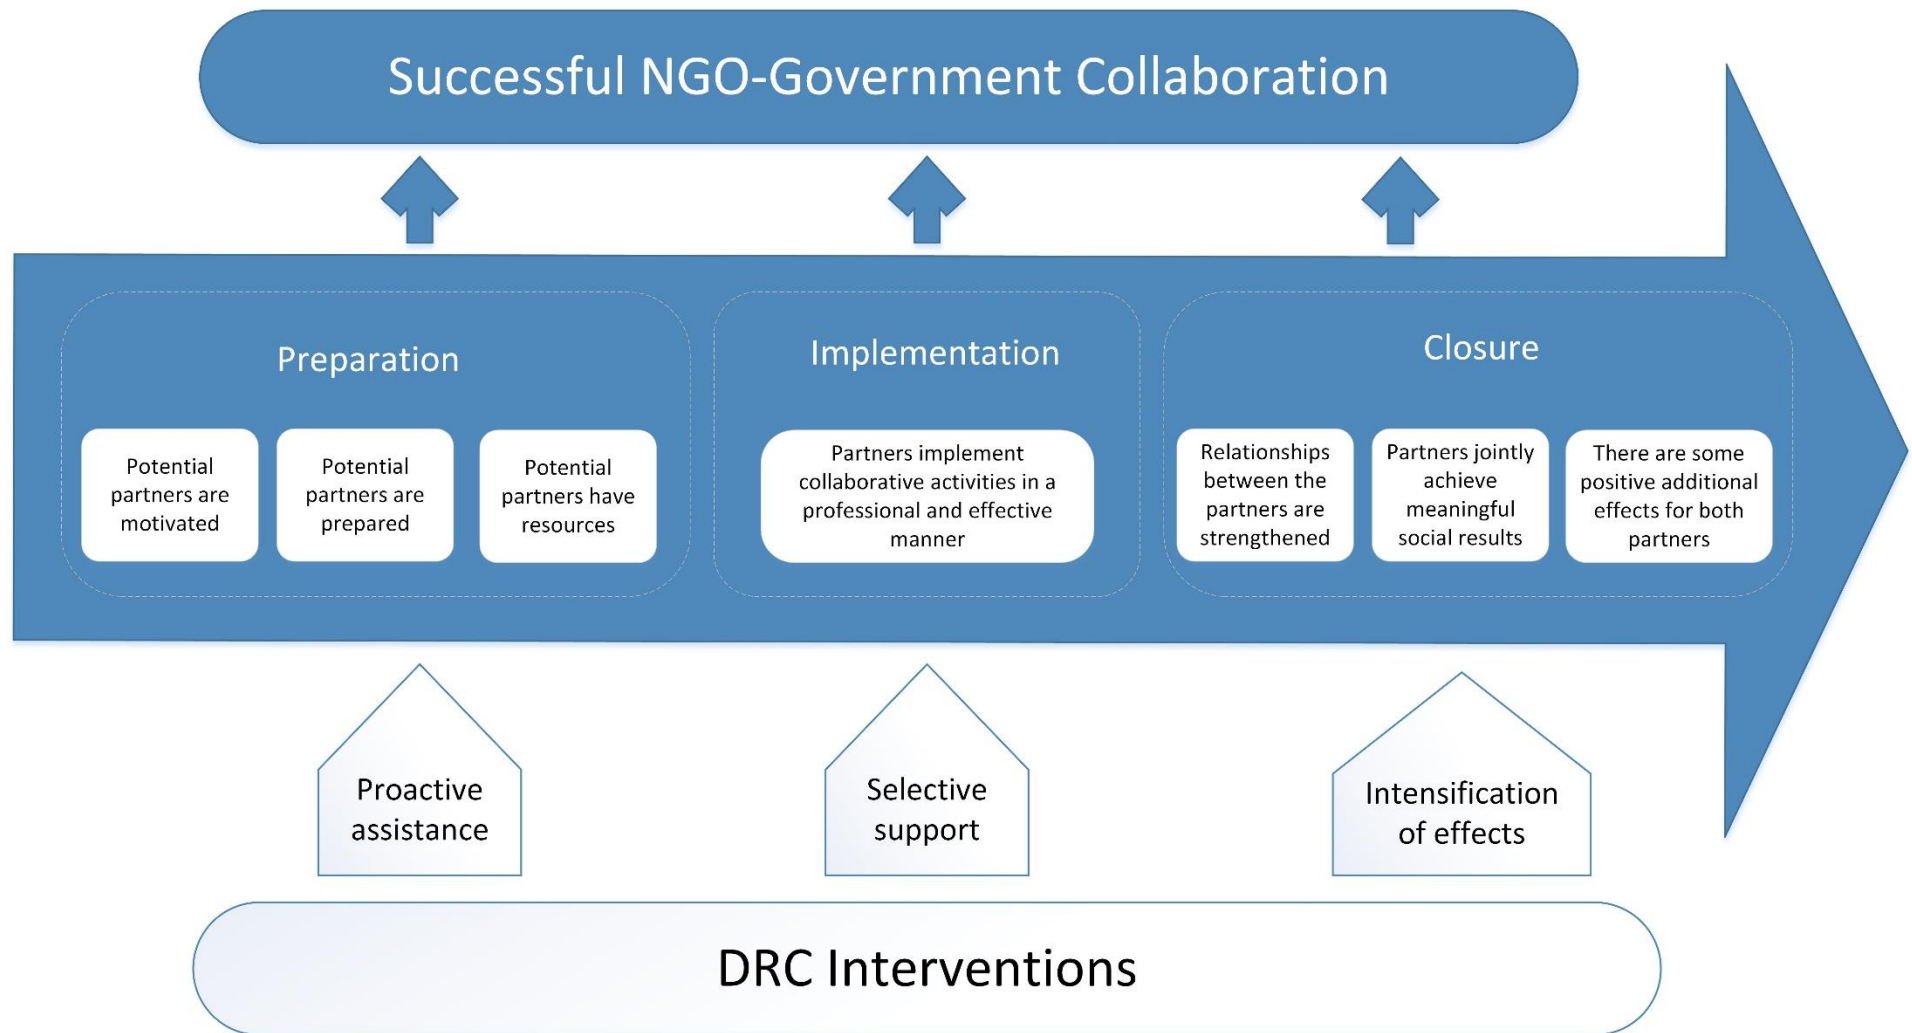 Successful NGO-Government Collaboration
Preparation
Potential
partners are
motivated
Potential
partners are
prepared
Potential
partners have
resources
Implementation
Partners implement
collaborative activities in a
professional and effective
manner
Closure
Relationships
between the
partners are
strengthened
Partners jointly
achieve
meaningful
social results
There are some
positive additional
effects for both
partners
Proactive
assistance
Selective
support
Intensification
of effects
DRC Interventions